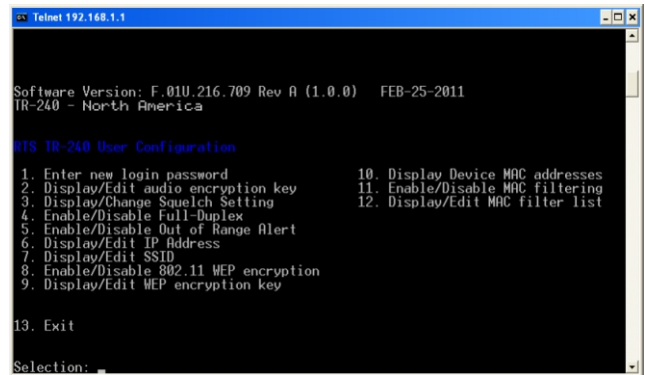 Telnet 192.168.1.1
Software Version: F.01U.216.709 Rev A (1.0.0) FEB-25-2011
TR-240 - North America
RTS TR-240 User Configuration
1. Enter new login password 10. Display Device MAC addresses
2. Display/Edit audio encryption key 11. Enable/Disable MAC filtering
3. Display/Change Squelch Setting 12. Display/Edit MAC filter list
4. Enable/Disable Full-Duplex
5. Enable/Disable Out of Range Alert
6. Display/Edit IP Address
7. Display/Edit SSID
8. Enable/Disable 802.11 WEP encryption
9. Display/Edit WEP encryption key
13. Exit
Selection: _